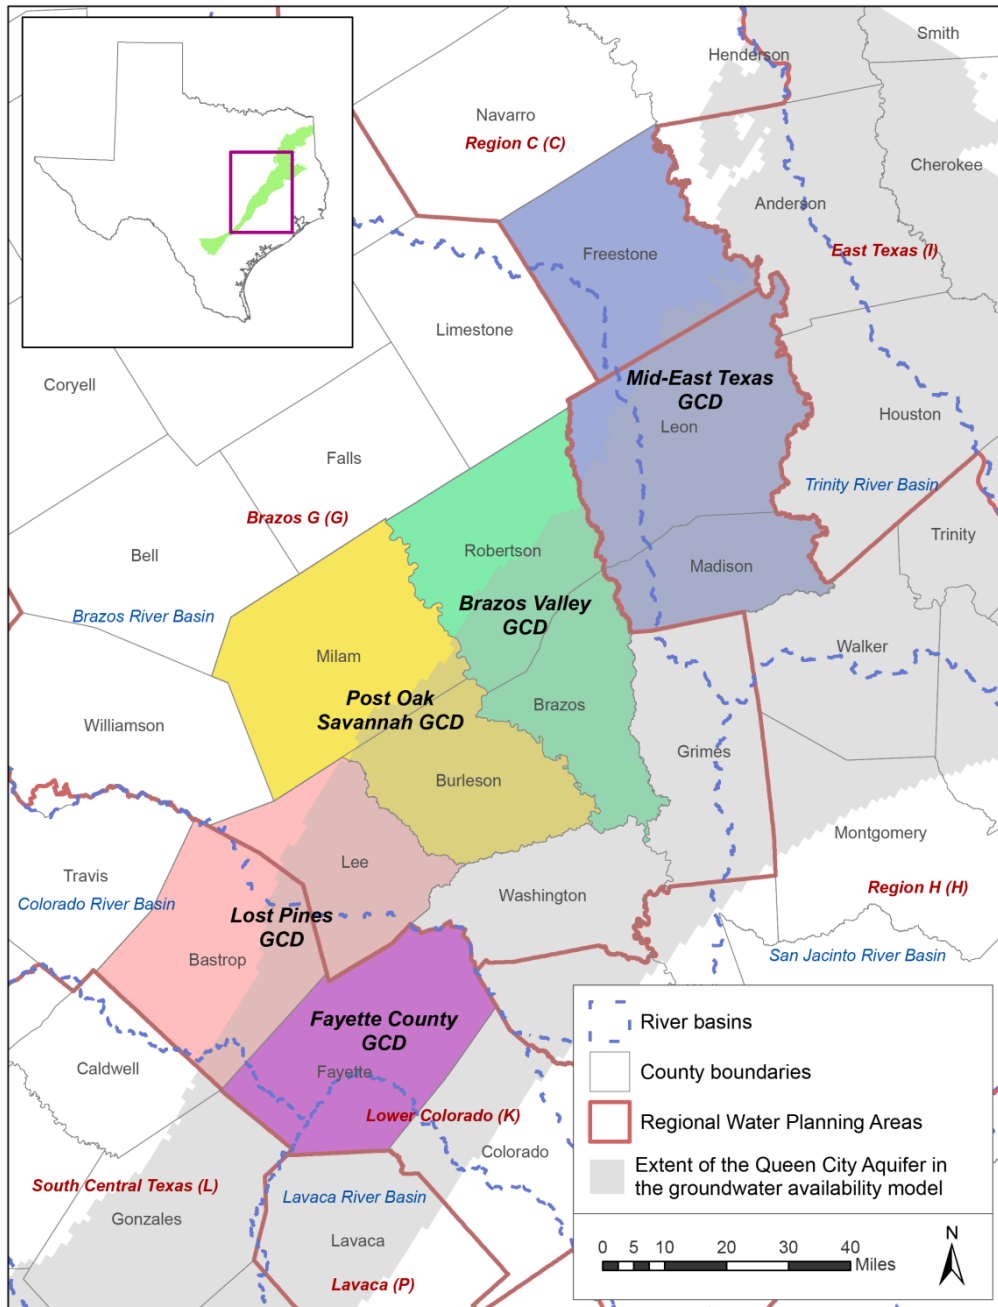 Smith
Henderson
Navarro
Region C (C)
Cherokee
Anderson
East Texas (I)
Freestone
Limestone
Mid-East Texas
GCD
Coryell
Houston
Leon
Falls
Trinity River Basin
Brazos G (G)
Trinity
Bell
Robertson
Madison
Brazos Valley
GCD
Brazos River Basin
Walker
Milam
Post Oak
Savannah GCD
Brazos
Williamson
Grimes
Burleson
Montgomery
Lee
Travis
Washington
Region H (H)
Colorado River Basin
Lost Pines
GCD
Bastrop
San Jacinto River Basin
Fayette County
GCD
Caldwell
Fayette
Lower Colorado (K)
Colorado
South Central Texas (L)
Lavaca River Basin
Gonzales
Lavaca
Lavaca (P)
River basins
County boundaries
Regional Water Planning Areas
Extent of the Queen City Aquifer in
the groundwater availability model
N
0 5 10 20 30 40
Miles